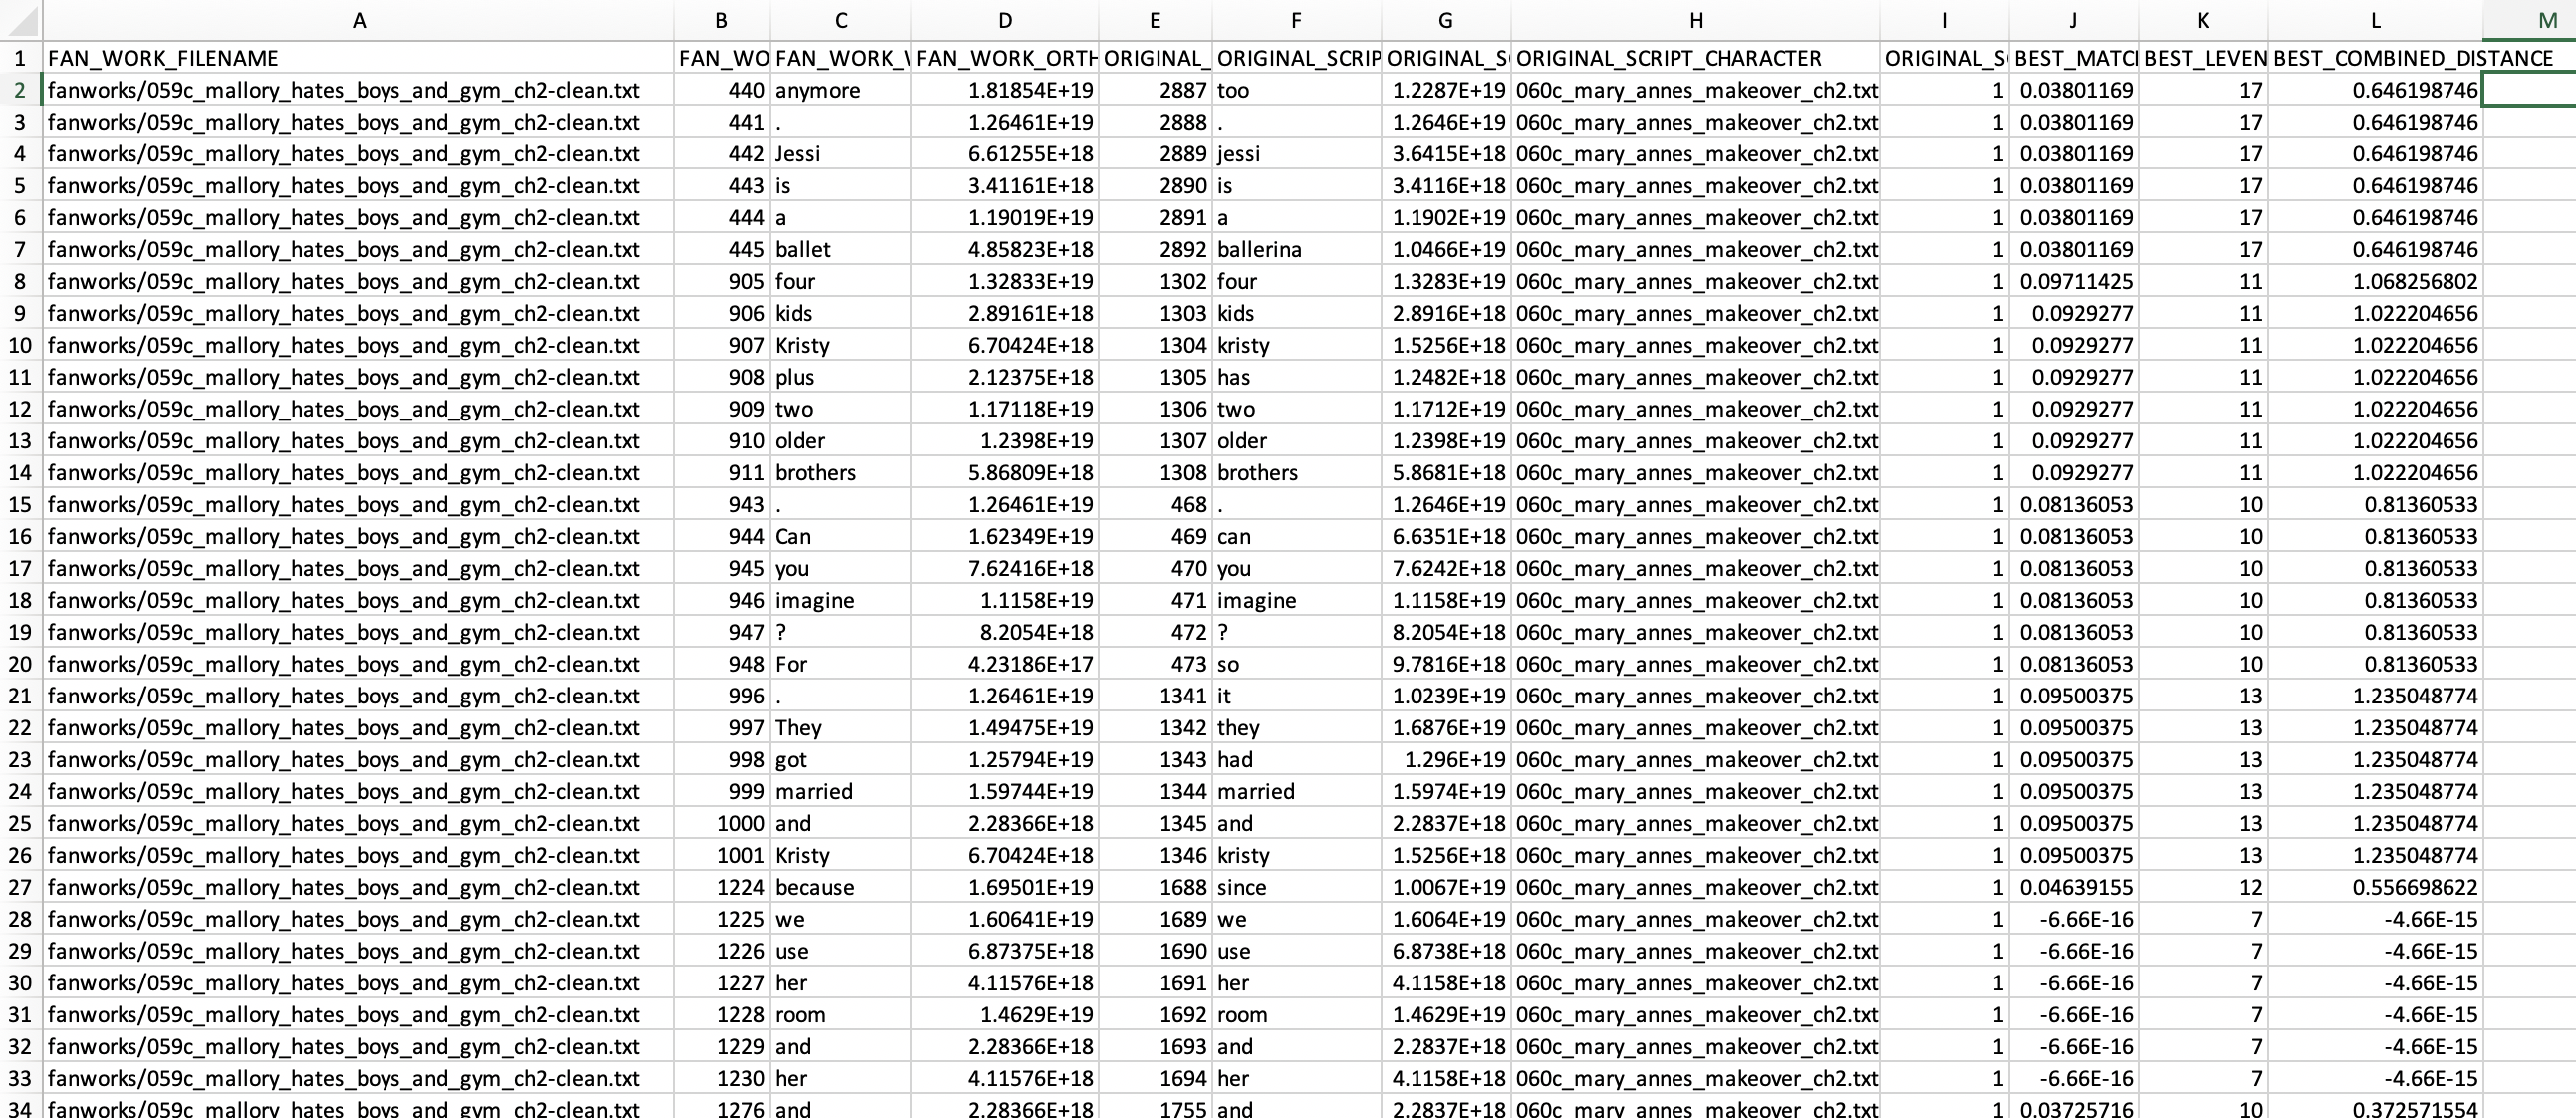 A B C D E F G H I J K L M
1 FAN_WORK_FILENAME FAN_WO FAN_WORK_W FAN_WORK_ORTH ORIGINAL_ ORIGINAL_SCRIP ORIGINAL_S ORIGINAL_SCRIPT_CHARACTER ORIGINAL_S BEST_MATCH BEST_LEVEN BEST_COMBINED_DISTANCE
2 fanworks/059c_mallory_hates_boys_and_gym_ch2-clean.txt 440 anymore 1.81854E+19 2887 too 1.2287E+19 060c_mary_annes_makeover_ch2.txt 1 0.03801169 17 0.646198746
3 fanworks/059c_mallory_hates_boys_and_gym_ch2-clean.txt 441 . 1.26461E+19 2888 . 1.2646E+19 060c_mary_annes_makeover_ch2.txt 1 0.03801169 17 0.646198746
4 fanworks/059c_mallory_hates_boys_and_gym_ch2-clean.txt 442 Jessi 6.61255E+18 2889 jessi 3.6415E+18 060c_mary_annes_makeover_ch2.txt 1 0.03801169 17 0.646198746
5 fanworks/059c_mallory_hates_boys_and_gym_ch2-clean.txt 443 is 3.41161E+18 2890 is 3.4116E+18 060c_mary_annes_makeover_ch2.txt 1 0.03801169 17 0.646198746
6 fanworks/059c_mallory_hates_boys_and_gym_ch2-clean.txt 444 a 1.19019E+19 2891 a 1.1902E+19 060c_mary_annes_makeover_ch2.txt 1 0.03801169 17 0.646198746
7 fanworks/059c_mallory_hates_boys_and_gym_ch2-clean.txt 445 ballet 4.85823E+18 2892 ballerina 1.0466E+19 060c_mary_annes_makeover_ch2.txt 1 0.03801169 17 0.646198746
8 fanworks/059c_mallory_hates_boys_and_gym_ch2-clean.txt 905 four 1.32833E+19 1302 four 1.3283E+19 060c_mary_annes_makeover_ch2.txt 1 0.09711425 11 1.068256802
9 fanworks/059c_mallory_hates_boys_and_gym_ch2-clean.txt 906 kids 2.89161E+18 1303 kids 2.8916E+18 060c_mary_annes_makeover_ch2.txt 1 0.0929277 11 1.022204656
10 fanworks/059c_mallory_hates_boys_and_gym_ch2-clean.txt 907 Kristy 6.70424E+18 1304 kristy 1.5256E+18 060c_mary_annes_makeover_ch2.txt 1 0.0929277 11 1.022204656
11 fanworks/059c_mallory_hates_boys_and_gym_ch2-clean.txt 908 plus 2.12375E+18 1305 has 1.2482E+19 060c_mary_annes_makeover_ch2.txt 1 0.0929277 11 1.022204656
12 fanworks/059c_mallory_hates_boys_and_gym_ch2-clean.txt 909 two 1.17118E+19 1306 two 1.1712E+19 060c_mary_annes_makeover_ch2.txt 1 0.0929277 11 1.022204656
13 fanworks/059c_mallory_hates_boys_and_gym_ch2-clean.txt 910 older 1.2398E+19 1307 older 1.2398E+19 060c_mary_annes_makeover_ch2.txt 1 0.0929277 11 1.022204656
14 fanworks/059c_mallory_hates_boys_and_gym_ch2-clean.txt 911 brothers 5.86809E+18 1308 brothers 5.8681E+18 060c_mary_annes_makeover_ch2.txt 1 0.0929277 11 1.022204656
15 fanworks/059c_mallory_hates_boys_and_gym_ch2-clean.txt 943 . 1.26461E+19 468 . 1.2646E+19 060c_mary_annes_makeover_ch2.txt 1 0.08136053 10 0.81360533
16 fanworks/059c_mallory_hates_boys_and_gym_ch2-clean.txt 944 Can 1.62349E+19 469 can 6.6351E+18 060c_mary_annes_makeover_ch2.txt 1 0.08136053 10 0.81360533
17 fanworks/059c_mallory_hates_boys_and_gym_ch2-clean.txt 945 you 7.62416E+18 470 you 7.6242E+18 060c_mary_annes_makeover_ch2.txt 1 0.08136053 10 0.81360533
18 fanworks/059c_mallory_hates_boys_and_gym_ch2-clean.txt 946 imagine 1.1158E+19 471 imagine 1.1158E+19 060c_mary_annes_makeover_ch2.txt 1 0.08136053 10 0.81360533
19 fanworks/059c_mallory_hates_boys_and_gym_ch2-clean.txt 947 ? 8.2054E+18 472 ? 8.2054E+18 060c_mary_annes_makeover_ch2.txt 1 0.08136053 10 0.81360533
20 fanworks/059c_mallory_hates_boys_and_gym_ch2-clean.txt 948 For 4.23186E+17 473 so 9.7816E+18 060c_mary_annes_makeover_ch2.txt 1 0.08136053 10 0.81360533
21 fanworks/059c_mallory_hates_boys_and_gym_ch2-clean.txt 996 . 1.26461E+19 1341 it 1.0239E+19 060c_mary_annes_makeover_ch2.txt 1 0.09500375 13 1.235048774
22 fanworks/059c_mallory_hates_boys_and_gym_ch2-clean.txt 997 They 1.49475E+19 1342 they 1.6876E+19 060c_mary_annes_makeover_ch2.txt 1 0.09500375 13 1.235048774
23 fanworks/059c_mallory_hates_boys_and_gym_ch2-clean.txt 998 got 1.25794E+19 1343 had 1.296E+19 060c_mary_annes_makeover_ch2.txt 1 0.09500375 13 1.235048774
24 fanworks/059c_mallory_hates_boys_and_gym_ch2-clean.txt 999 married 1.59744E+19 1344 married 1.5974E+19 060c_mary_annes_makeover_ch2.txt 1 0.09500375 13 1.235048774
25 fanworks/059c_mallory_hates_boys_and_gym_ch2-clean.txt 1000 and 2.28366E+18 1345 and 2.2837E+18 060c_mary_annes_makeover_ch2.txt 1 0.09500375 13 1.235048774
26 fanworks/059c_mallory_hates_boys_and_gym_ch2-clean.txt 1001 Kristy 6.70424E+18 1346 kristy 1.5256E+18 060c_mary_annes_makeover_ch2.txt 1 0.09500375 13 1.235048774
27 fanworks/059c_mallory_hates_boys_and_gym_ch2-clean.txt 1224 because 1.69501E+19 1688 since 1.0067E+19 060c_mary_annes_makeover_ch2.txt 1 0.04639155 12 0.556698622
28 fanworks/059c_mallory_hates_boys_and_gym_ch2-clean.txt 1225 we 1.60641E+19 1689 we 1.6064E+19 060c_mary_annes_makeover_ch2.txt 1 -6.66E-16 7 -4.66E-15
29 fanworks/059c_mallory_hates_boys_and_gym_ch2-clean.txt 1226 use 6.87375E+18 1690 use 6.8738E+18 060c_mary_annes_makeover_ch2.txt 1 -6.66E-16 7 -4.66E-15
30 fanworks/059c_mallory_hates_boys_and_gym_ch2-clean.txt 1227 her 4.11576E+18 1691 her 4.1158E+18 060c_mary_annes_makeover_ch2.txt 1 -6.66E-16 7 -4.66E-15
31 fanworks/059c_mallory_hates_boys_and_gym_ch2-clean.txt 1228 room 1.4629E+19 1692 room 1.4629E+19 060c_mary_annes_makeover_ch2.txt 1 -6.66E-16 7 -4.66E-15
32 fanworks/059c_mallory_hates_boys_and_gym_ch2-clean.txt 1229 and 2.28366E+18 1693 and 2.2837E+18 060c_mary_annes_makeover_ch2.txt 1 -6.66E-16 7 -4.66E-15
33 fanworks/059c_mallory_hates_boys_and_gym_ch2-clean.txt 1230 her 4.11576E+18 1694 her 4.1158E+18 060c_mary_annes_makeover_ch2.txt 1 -6.66E-16 7 -4.66E-15
34 fanworks/059c_mallory_hates_boys_and_gym_ch2-clean.txt 1276 and 2.28366E+18 1755 and 2.2837E+18 060c_mary_annes_makeover_ch2.txt 1 0.03725716 10 0.372571554